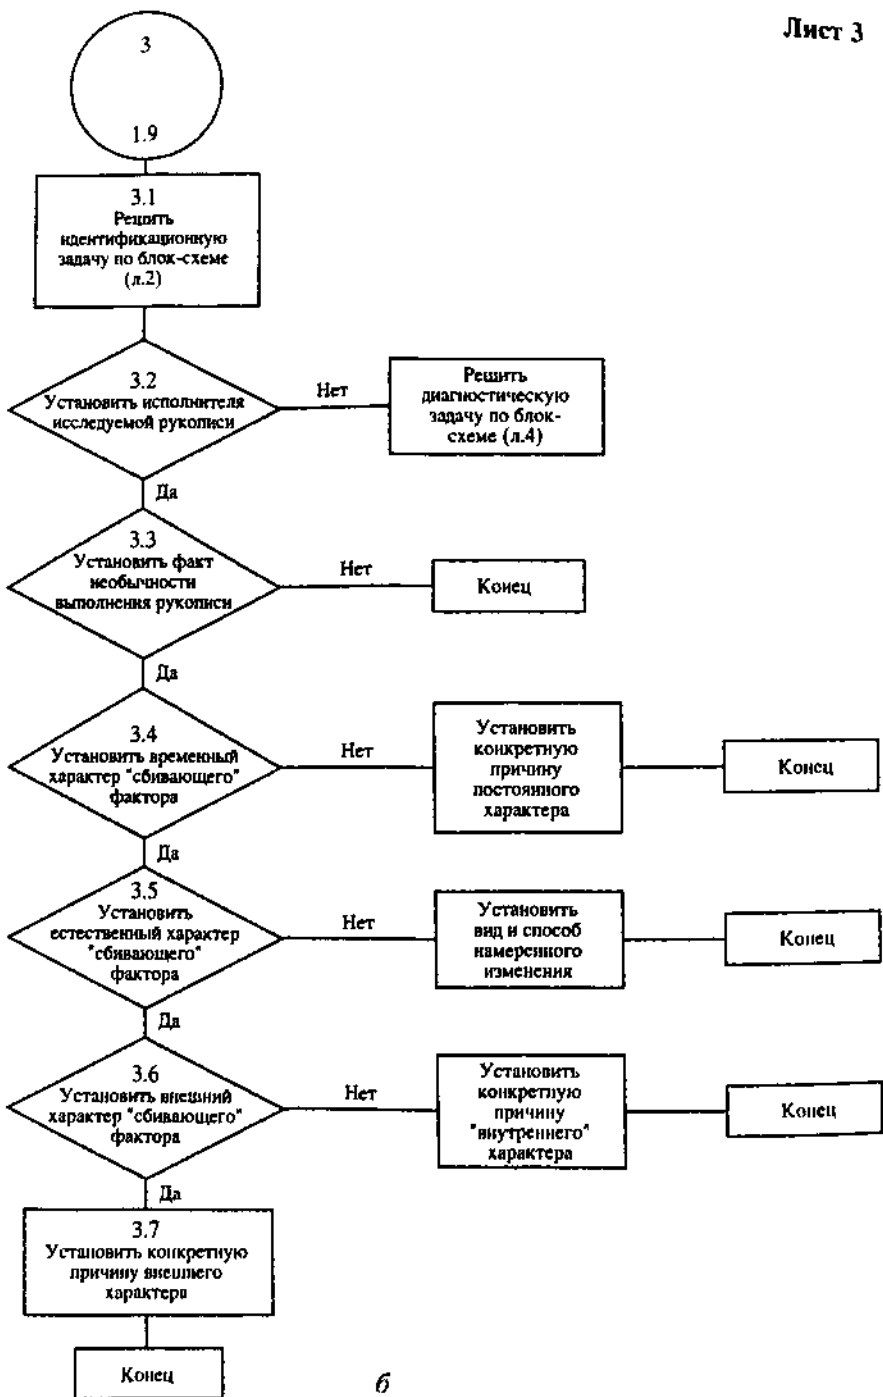 Лист 3
3
1.9
3.1
Решить
идентификационную
задачу по блок-схеме
(л.2)
3.2
Установить исполнителя
исследуемой рукописи
Нет
Решить
диагностическую
задачу по блок-
схеме (л.4)
Да
3.3
Установить факт
необычности
выполнения рукописи
Нет
Конец
Да
3.4
Установить временный
характер "сбивающего"
фактора
Нет
Установить
конкретную
причину
постоянного
характера
Конец
Да
3.5
Установить
естественный характер
"сбивающего"
фактора
Нет
Установить
вид и способ
намеренного
изменения
Конец
Да
3.6
Установить внешний
характер "сбивающего"
фактора
Нет
Установить
конкретную
причину
"внутреннего"
характера
Конец
Да
3.7
Установить конкретную
причину внешнего
характера
Конец
б